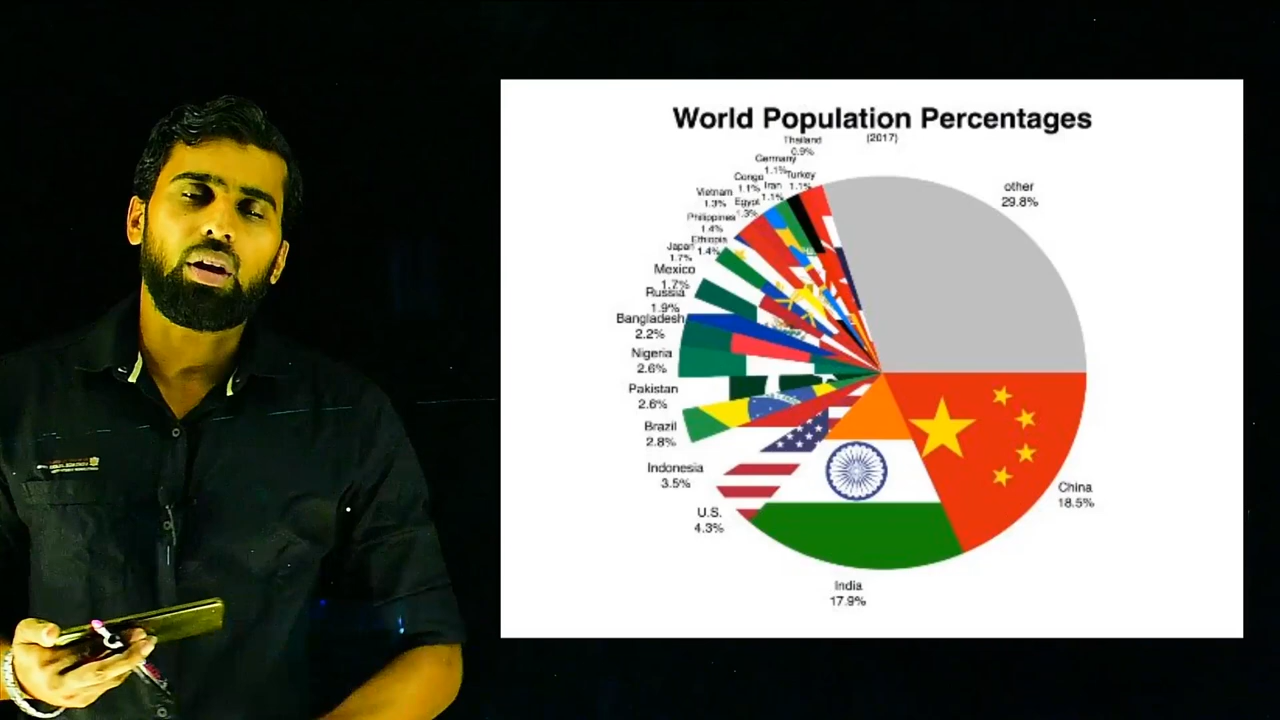 World Population Percentages
(2017)
Thailand
0.9%
Germany
1.1%
Turkey
1.1%
Congo
1.1%
Iran
1.1%
Vietnam
1.3%
Egypt
1.3%
Philippines
1.4%
Ethiopia
1.4%
Japan
1.7%
Mexico
1.7%
Russia
1.9%
Bangladesh
2.2%
Nigeria
2.6%
Pakistan
2.6%
Brazil
2.8%
Indonesia
3.5%
U.S.
4.3%
India
17.9%
China
18.5%
other
29.8%